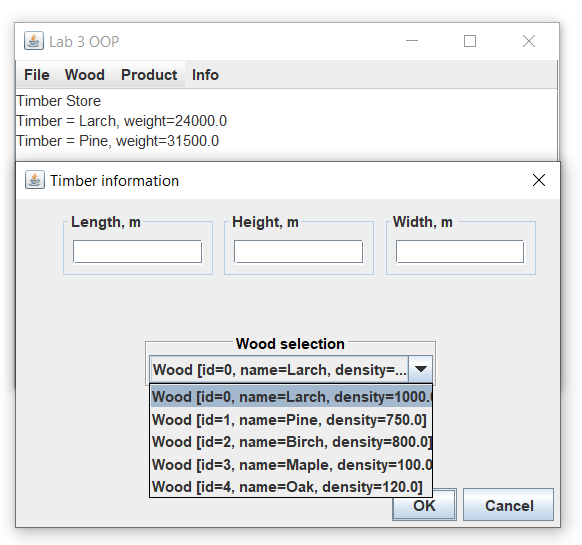 Lab 3 OOP
File Wood Product Info
Timber Store
Timber = Larch, weight=24000.0
Timber = Pine, weight=31500.0
Timber information
Length, m Height, m Width, m
Wood selection
Wood [id=0, name=Larch, density=...
Wood [id=0, name=Larch, density=1000.0
Wood [id=1, name=Pine, density=750.0]
Wood [id=2, name=Birch, density=800.0]
Wood [id=3, name=Maple, density=100.0
Wood [id=4, name=Oak, density=120.0]
OK Cancel